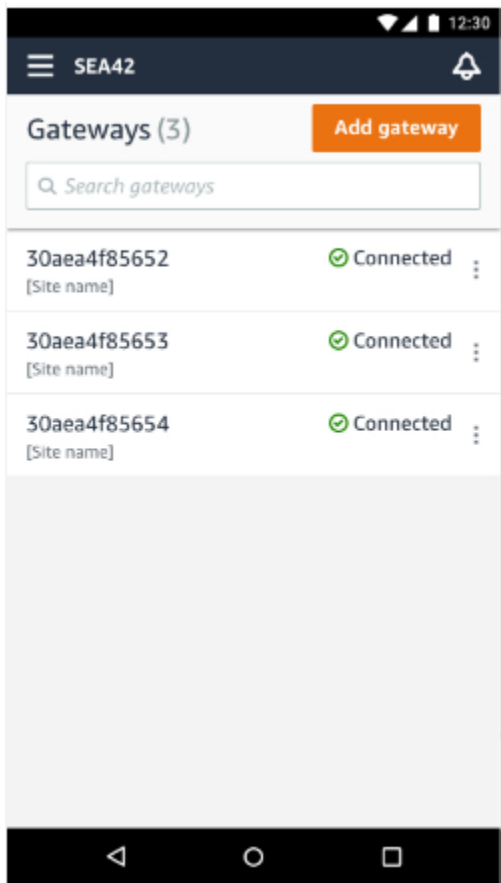 12:30
SEA42
Gateways (3)
Add gateway
Search gateways
30aea4f85652
Connected
[Site name]
30aea4f85653
Connected
[Site name]
30aea4f85654
Connected
[Site name]